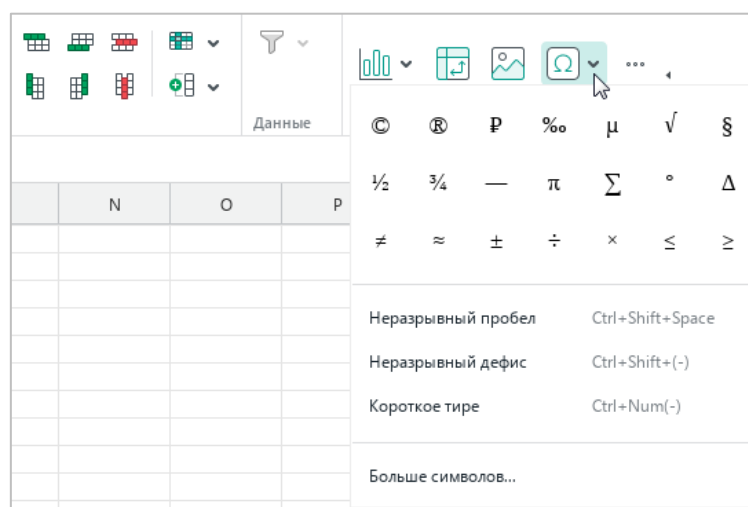 Ω
Данные
© ® ₽ ‰ µ √ §
½ ¾ — π ∑ ° Δ
N O P
≠ ≈ ± ÷ × ≤ ≥
Неразрывный пробел Ctrl+Shift+Space
Неразрывный дефис Ctrl+Shift+(-)
Короткое тире Ctrl+Num(-)
Больше символов...